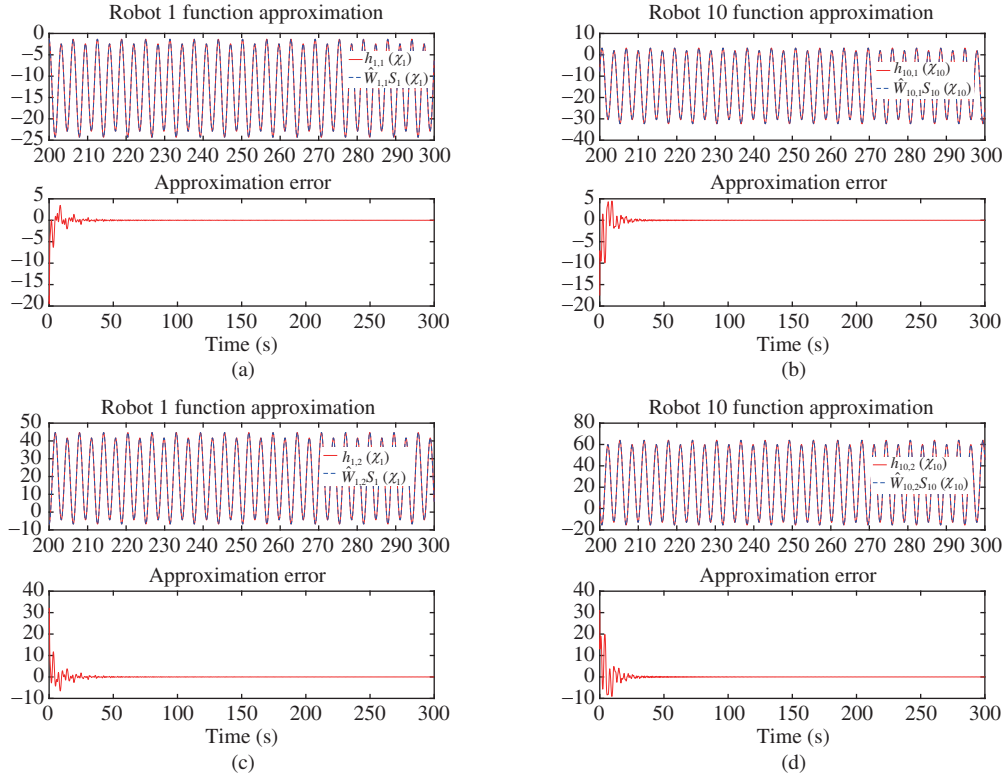 Robot 1 function approximation
0
−5
−10
−15
−20
−25
h1,1 (χ1)
Ŵ1,1S1 (χ1)
200 210 220 230 240 250 260 270 280 290 300
Approximation error
5
0
−5
−10
−15
−20
0 50 100 150 200 250 300
Time (s)
(a)
Robot 10 function approximation
20
10
0
−10
−20
−30
−40
h10,1 (χ10)
Ŵ10,1S10 (χ10)
200 210 220 230 240 250 260 270 280 290 300
Approximation error
5
0
−5
−10
−15
−20
0 50 100 150 200 250 300
Time (s)
(b)
Robot 1 function approximation
50
40
30
20
10
0
−10
h1,2 (χ1)
Ŵ1,2S1 (χ1)
200 210 220 230 240 250 260 270 280 290 300
Approximation error
40
30
20
10
0
−10
0 50 100 150 200 250 300
Time (s)
(c)
Robot 10 function approximation
80
60
40
20
0
−20
h10,2 (χ10)
Ŵ10,2S10 (χ10)
200 210 220 230 240 250 260 270 280 290 300
Approximation error
40
30
20
10
0
−10
0 50 100 150 200 250 300
Time (s)
(d)